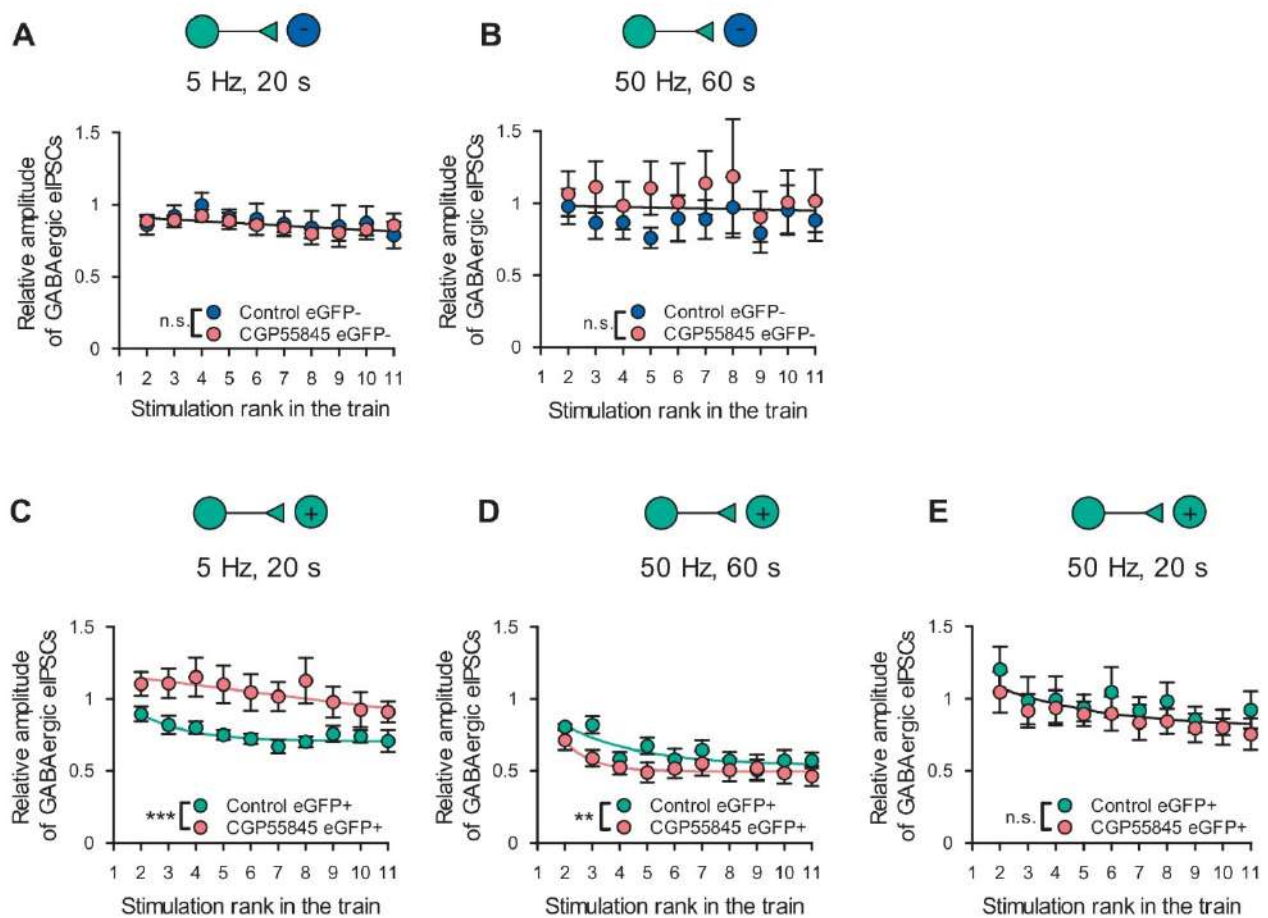 A
-
5 Hz, 20 s
Relative amplitude
of GABAergic eIPSCs
1.5
1
0.5
0
n.s.
Control eGFP-
CGP55845 eGFP-
1 2 3 4 5 6 7 8 9 10 11
Stimulation rank in the train
B
-
50 Hz, 60 s
Relative amplitude
of GABAergic eIPSCs
1.5
1
0.5
0
n.s.
Control eGFP-
CGP55845 eGFP-
1 2 3 4 5 6 7 8 9 10 11
Stimulation rank in the train
C
+
5 Hz, 20 s
Relative amplitude
of GABAergic eIPSCs
1.5
1
0.5
0
***
Control eGFP+
CGP55845 eGFP+
1 2 3 4 5 6 7 8 9 10 11
Stimulation rank in the train
D
+
50 Hz, 60 s
Relative amplitude
of GABAergic eIPSCs
1.5
1
0.5
0
**
Control eGFP+
CGP55845 eGFP+
1 2 3 4 5 6 7 8 9 10 11
Stimulation rank in the train
E
+
50 Hz, 20 s
Relative amplitude
of GABAergic eIPSCs
1.5
1
0.5
0
n.s.
Control eGFP+
CGP55845 eGFP+
1 2 3 4 5 6 7 8 9 10 11
Stimulation rank in the train